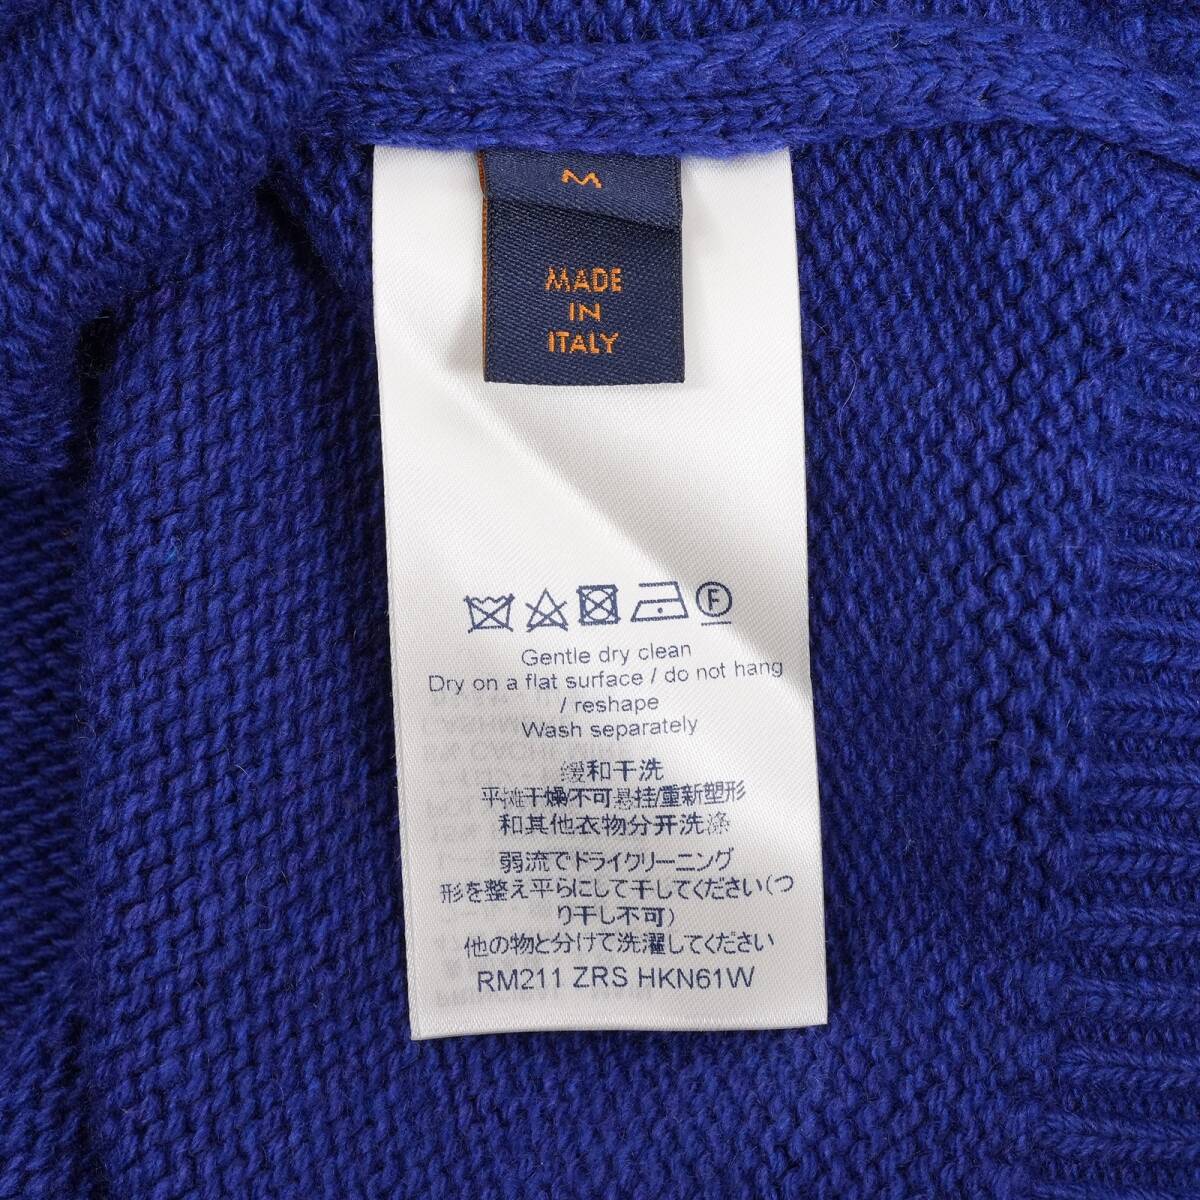 M
MADE
IN
ITALY
F
Gentle dry clean
Dry on a flat surface / do not hang
/ reshape
Wash separately
缓和干洗
平摊干燥/不可悬挂/重新塑形
和其他衣物分开洗涤
弱流でドライクリーニング
形を整え平らにして干してください(つ
り干し不可)
他の物と分けて洗濯してください
RM211 ZRS HKN61W